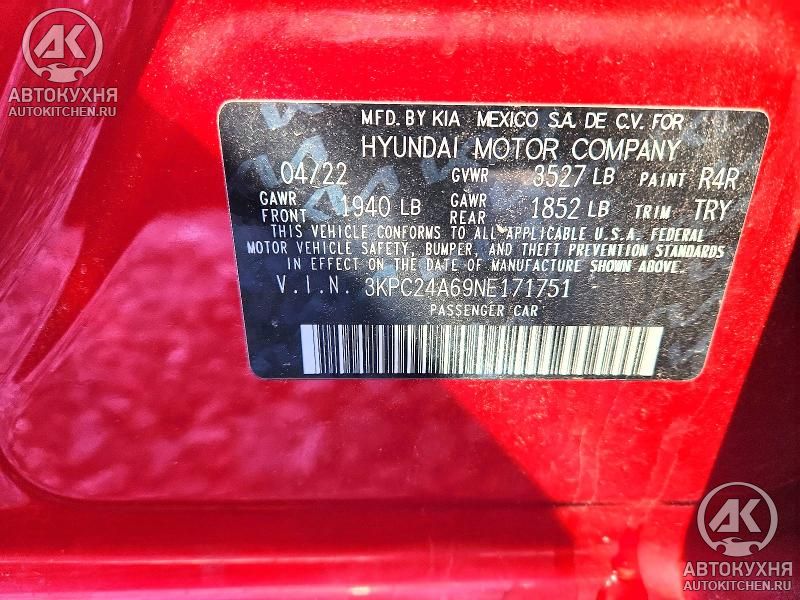 AK
АВТОКУХНЯ
AUTOKITCHEN.RU
MFD. BY KIA MEXICO S.A. DE C.V. FOR
HYUNDAI MOTOR COMPANY
04/22 GVWR 3527 LB PAINT R4R
GAWR FRONT 1940 LB GAWR REAR 1852 LB TRIM TRY
THIS VEHICLE CONFORMS TO ALL APPLICABLE U.S.A. FEDERAL
MOTOR VEHICLE SAFETY, BUMPER, AND THEFT PREVENTION STANDARDS
IN EFFECT ON THE DATE OF MANUFACTURE SHOWN ABOVE.
V.I.N. 3KPC24A69NE171751
PASSENGER CAR
AK
АВТОКУХНЯ
AUTOKITCHEN.RU